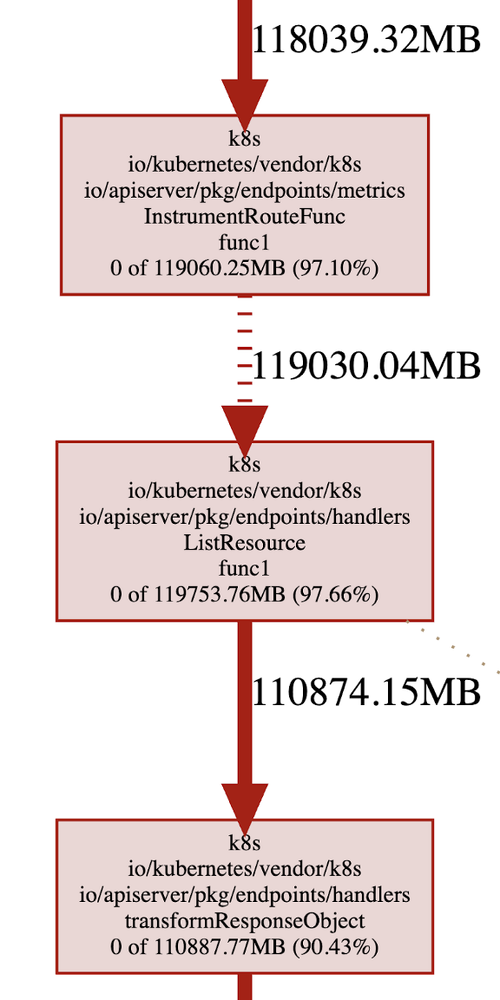 118039.32MB
k8s
io/kubernetes/vendor/k8s
io/apiserver/pkg/endpoints/metrics
InstrumentRouteFunc
func1
0 of 119060.25MB (97.10%)
119030.04MB
k8s
io/kubernetes/vendor/k8s
io/apiserver/pkg/endpoints/handlers
ListResource
func1
0 of 119753.76MB (97.66%)
110874.15MB
k8s
io/kubernetes/vendor/k8s
io/apiserver/pkg/endpoints/handlers
transformResponseObject
0 of 110887.77MB (90.43%)